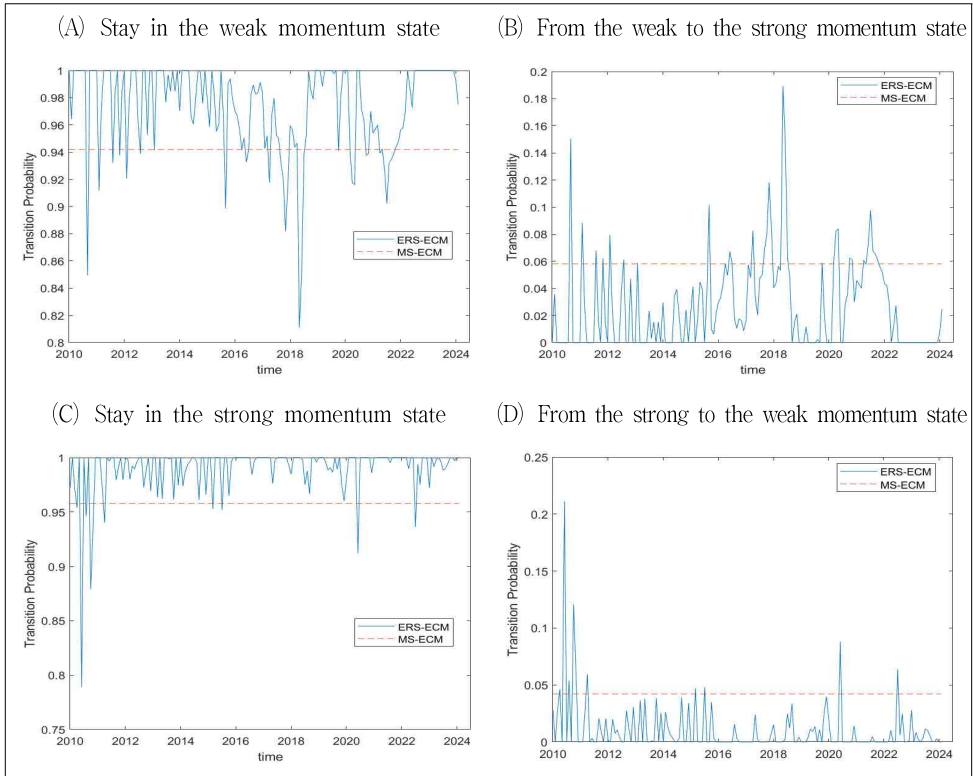 (A) Stay in the weak momentum state
1
0.98
0.96
0.94
0.92
0.9
0.88
0.86
0.84
0.82
0.8
Transition Probability
2010 2012 2014 2016 2018 2020 2022 2024
time
ERS-ECM
MS-ECM
(B) From the weak to the strong momentum state
0.2
0.18
0.16
0.14
0.12
0.1
0.08
0.06
0.04
0.02
0
Transition Probability
2010 2012 2014 2016 2018 2020 2022 2024
time
ERS-ECM
MS-ECM
(C) Stay in the strong momentum state
1
0.95
0.9
0.85
0.8
0.75
Transition Probability
2010 2012 2014 2016 2018 2020 2022 2024
time
ERS-ECM
MS-ECM
(D) From the strong to the weak momentum state
0.25
0.2
0.15
0.1
0.05
0
Transition Probability
2010 2012 2014 2016 2018 2020 2022 2024
time
ERS-ECM
MS-ECM